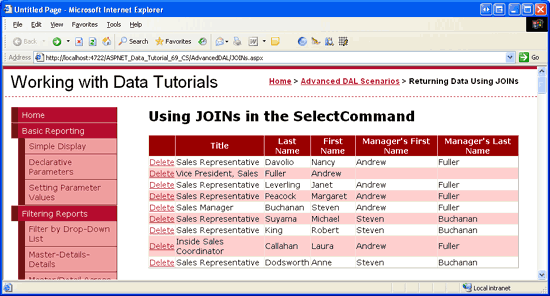 Untitled Page - Microsoft Internet Explorer
File Edit View Favorites Tools Help
Back Search Favorites
Address http://localhost:4722/ASPNET_Data_Tutorial_69_CS/AdvancedDAL/JOINs.aspx Go Links
Working with Data Tutorials
Home > Advanced DAL Scenarios > Returning Data Using JOINs
Home
Basic Reporting
Simple Display
Declarative
Parameters
Setting Parameter
Values
Filtering Reports
Filter by Drop-Down
List
Master-Details-
Details
Master/Detail Across
Using JOINs in the SelectCommand
Title Last Name First Name Manager's First Name Manager's Last Name
Delete Sales Representative Davolio Nancy Andrew Fuller
Delete Vice President, Sales Fuller Andrew
Delete Sales Representative Leverling Janet Andrew Fuller
Delete Sales Representative Peacock Margaret Andrew Fuller
Delete Sales Manager Buchanan Steven Andrew Fuller
Delete Sales Representative Suyama Michael Steven Buchanan
Delete Sales Representative King Robert Steven Buchanan
Delete Inside Sales Coordinator Callahan Laura Andrew Fuller
Delete Sales Representative Dodsworth Anne Steven Buchanan
Local intranet